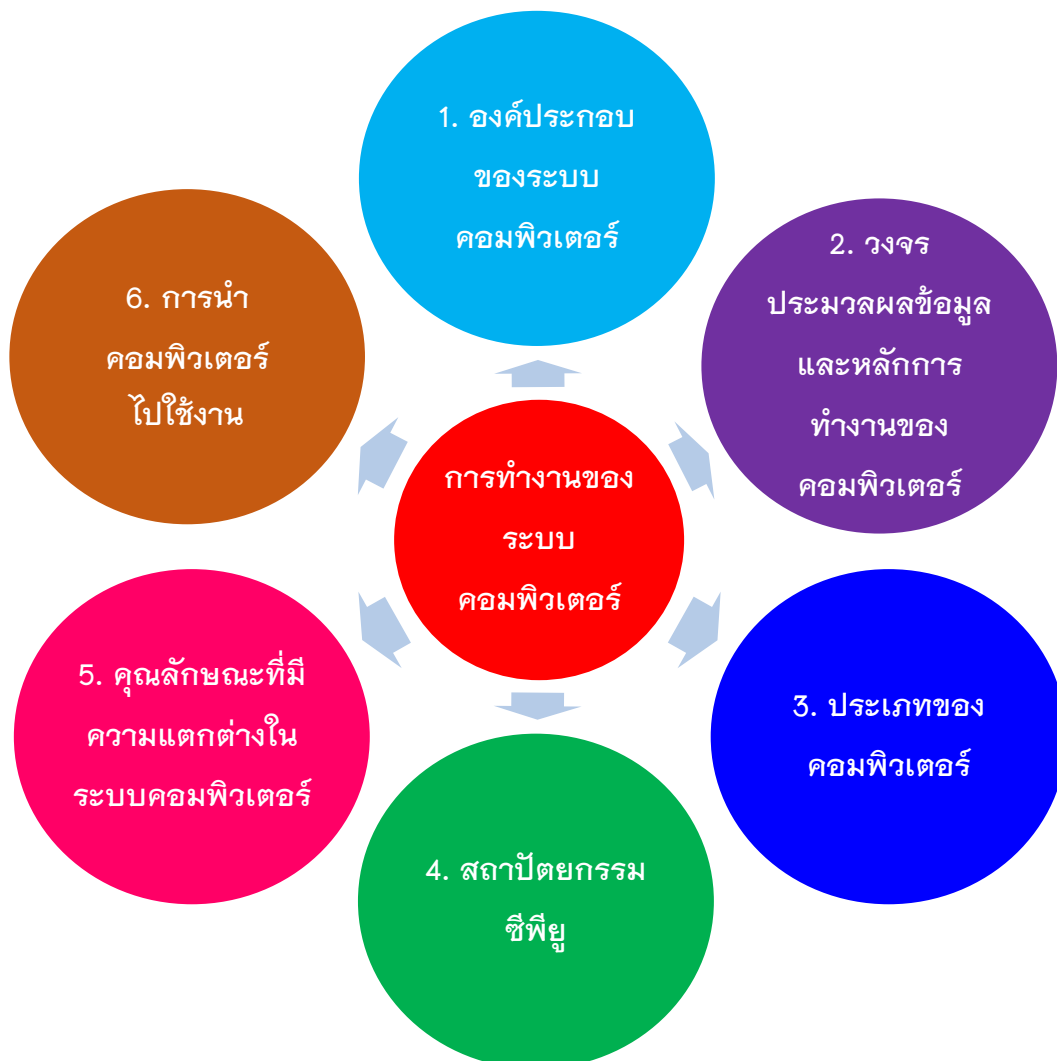 1. องค์ประกอบ
ของระบบ
คอมพิวเตอร์
2. วงจร
ประมวลผลข้อมูล
และหลักการ
ทำงานของ
คอมพิวเตอร์
3. ประเภทของ
คอมพิวเตอร์
4. สถาปัตยกรรม
ซีพียู
5. คุณลักษณะที่มี
ความแตกต่างใน
ระบบคอมพิวเตอร์
6. การนำ
คอมพิวเตอร์
ไปใช้งาน
การทำงานของ
ระบบ
คอมพิวเตอร์